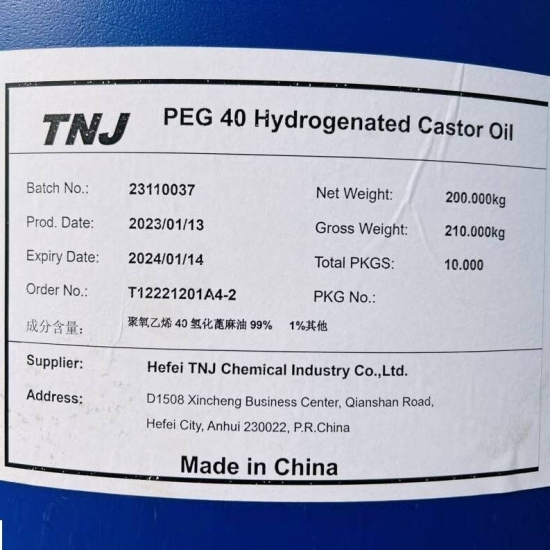 TNJ PEG 40 Hydrogenated Castor Oil
Batch No.: 23110037 Net Weight: 200.000kg
Prod. Date: 2023/01/13 Gross Weight: 210.000kg
Expiry Date: 2024/01/14 Total PKGS: 10.000
Order No.: T12221201A4-2 PKG No.:
成分含量: 聚氧乙烯 40 氢化蓖麻油 99% 1%其他
Supplier: Hefei TNJ Chemical Industry Co.,Ltd.
Address: D1508 Xincheng Business Center, Qianshan Road,
Hefei City, Anhui 230022, P.R.China
Made in China